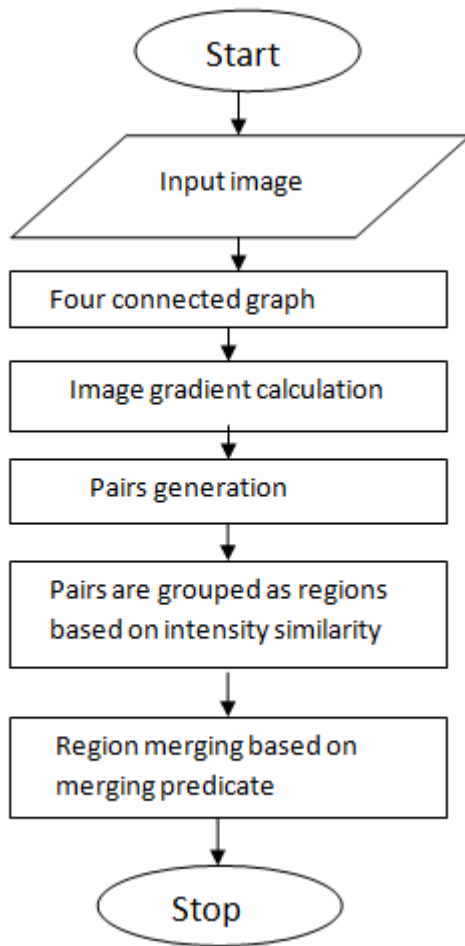 Start
Input image
Four connected graph
Image gradient calculation
Pairs generation
Pairs are grouped as regions
based on intensity similarity
Region merging based on
merging predicate
Stop